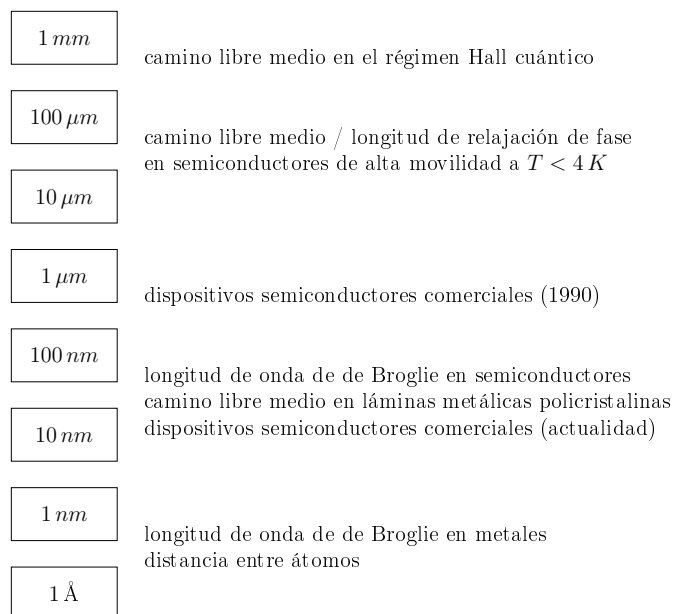 1 mm
camino libre medio en el régimen Hall cuántico
100 μm
camino libre medio / longitud de relajación de fase
en semiconductores de alta movilidad a T < 4 K
10 μm
1 μm
dispositivos semiconductores comerciales (1990)
100 nm
longitud de onda de de Broglie en semiconductores
camino libre medio en láminas metálicas policristalinas
10 nm
dispositivos semiconductores comerciales (actualidad)
1 nm
longitud de onda de de Broglie en metales
distancia entre átomos
1 Å